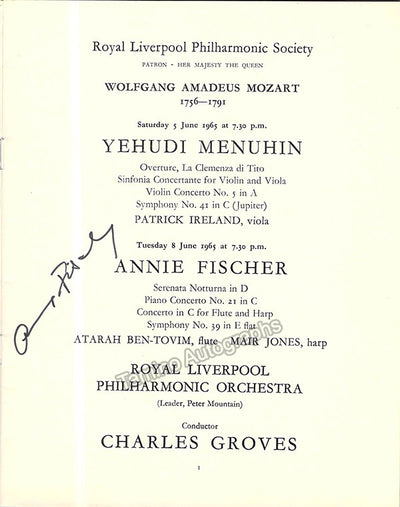 Royal Liverpool Philharmonic Society
PATRON - HER MAJESTY THE QUEEN
WOLFGANG AMADEUS MOZART
1756—1791
Saturday 5 June 1965 at 7.30 p.m.
YEHUDI MENUHIN
Overture, La Clemenza di Tito
Sinfonia Concertante for Violin and Viola
Violin Concerto No. 5 in A
Symphony No. 41 in C (Jupiter)
PATRICK IRELAND, viola
Tuesday 8 June 1965 at 7.30 p.m.
ANNIE FISCHER
Serenata Notturna in D
Piano Concerto No. 21 in C
Concerto in C for Flute and Harp
Symphony No. 39 in E flat
ATARAH BEN-TOVIM, flute MAIR JONES, harp
Tamino Autographs
ROYAL LIVERPOOL
PHILHARMONIC ORCHESTRA
(Leader, Peter Mountain)
Conductor
CHARLES GROVES
1